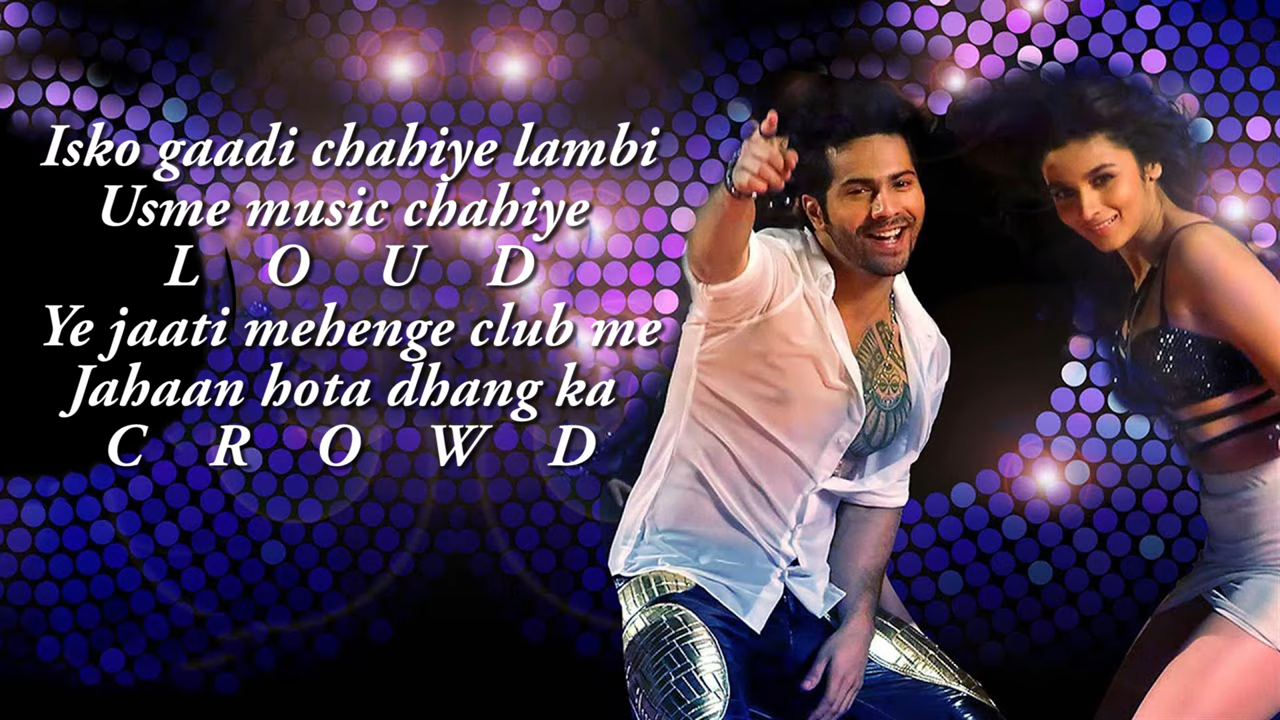 Isko gaadi chahiye lambi
Usme music chahiye
L O U D
Ye jaati mehenge club me
Jahaan hota dhang ka
C R O W D